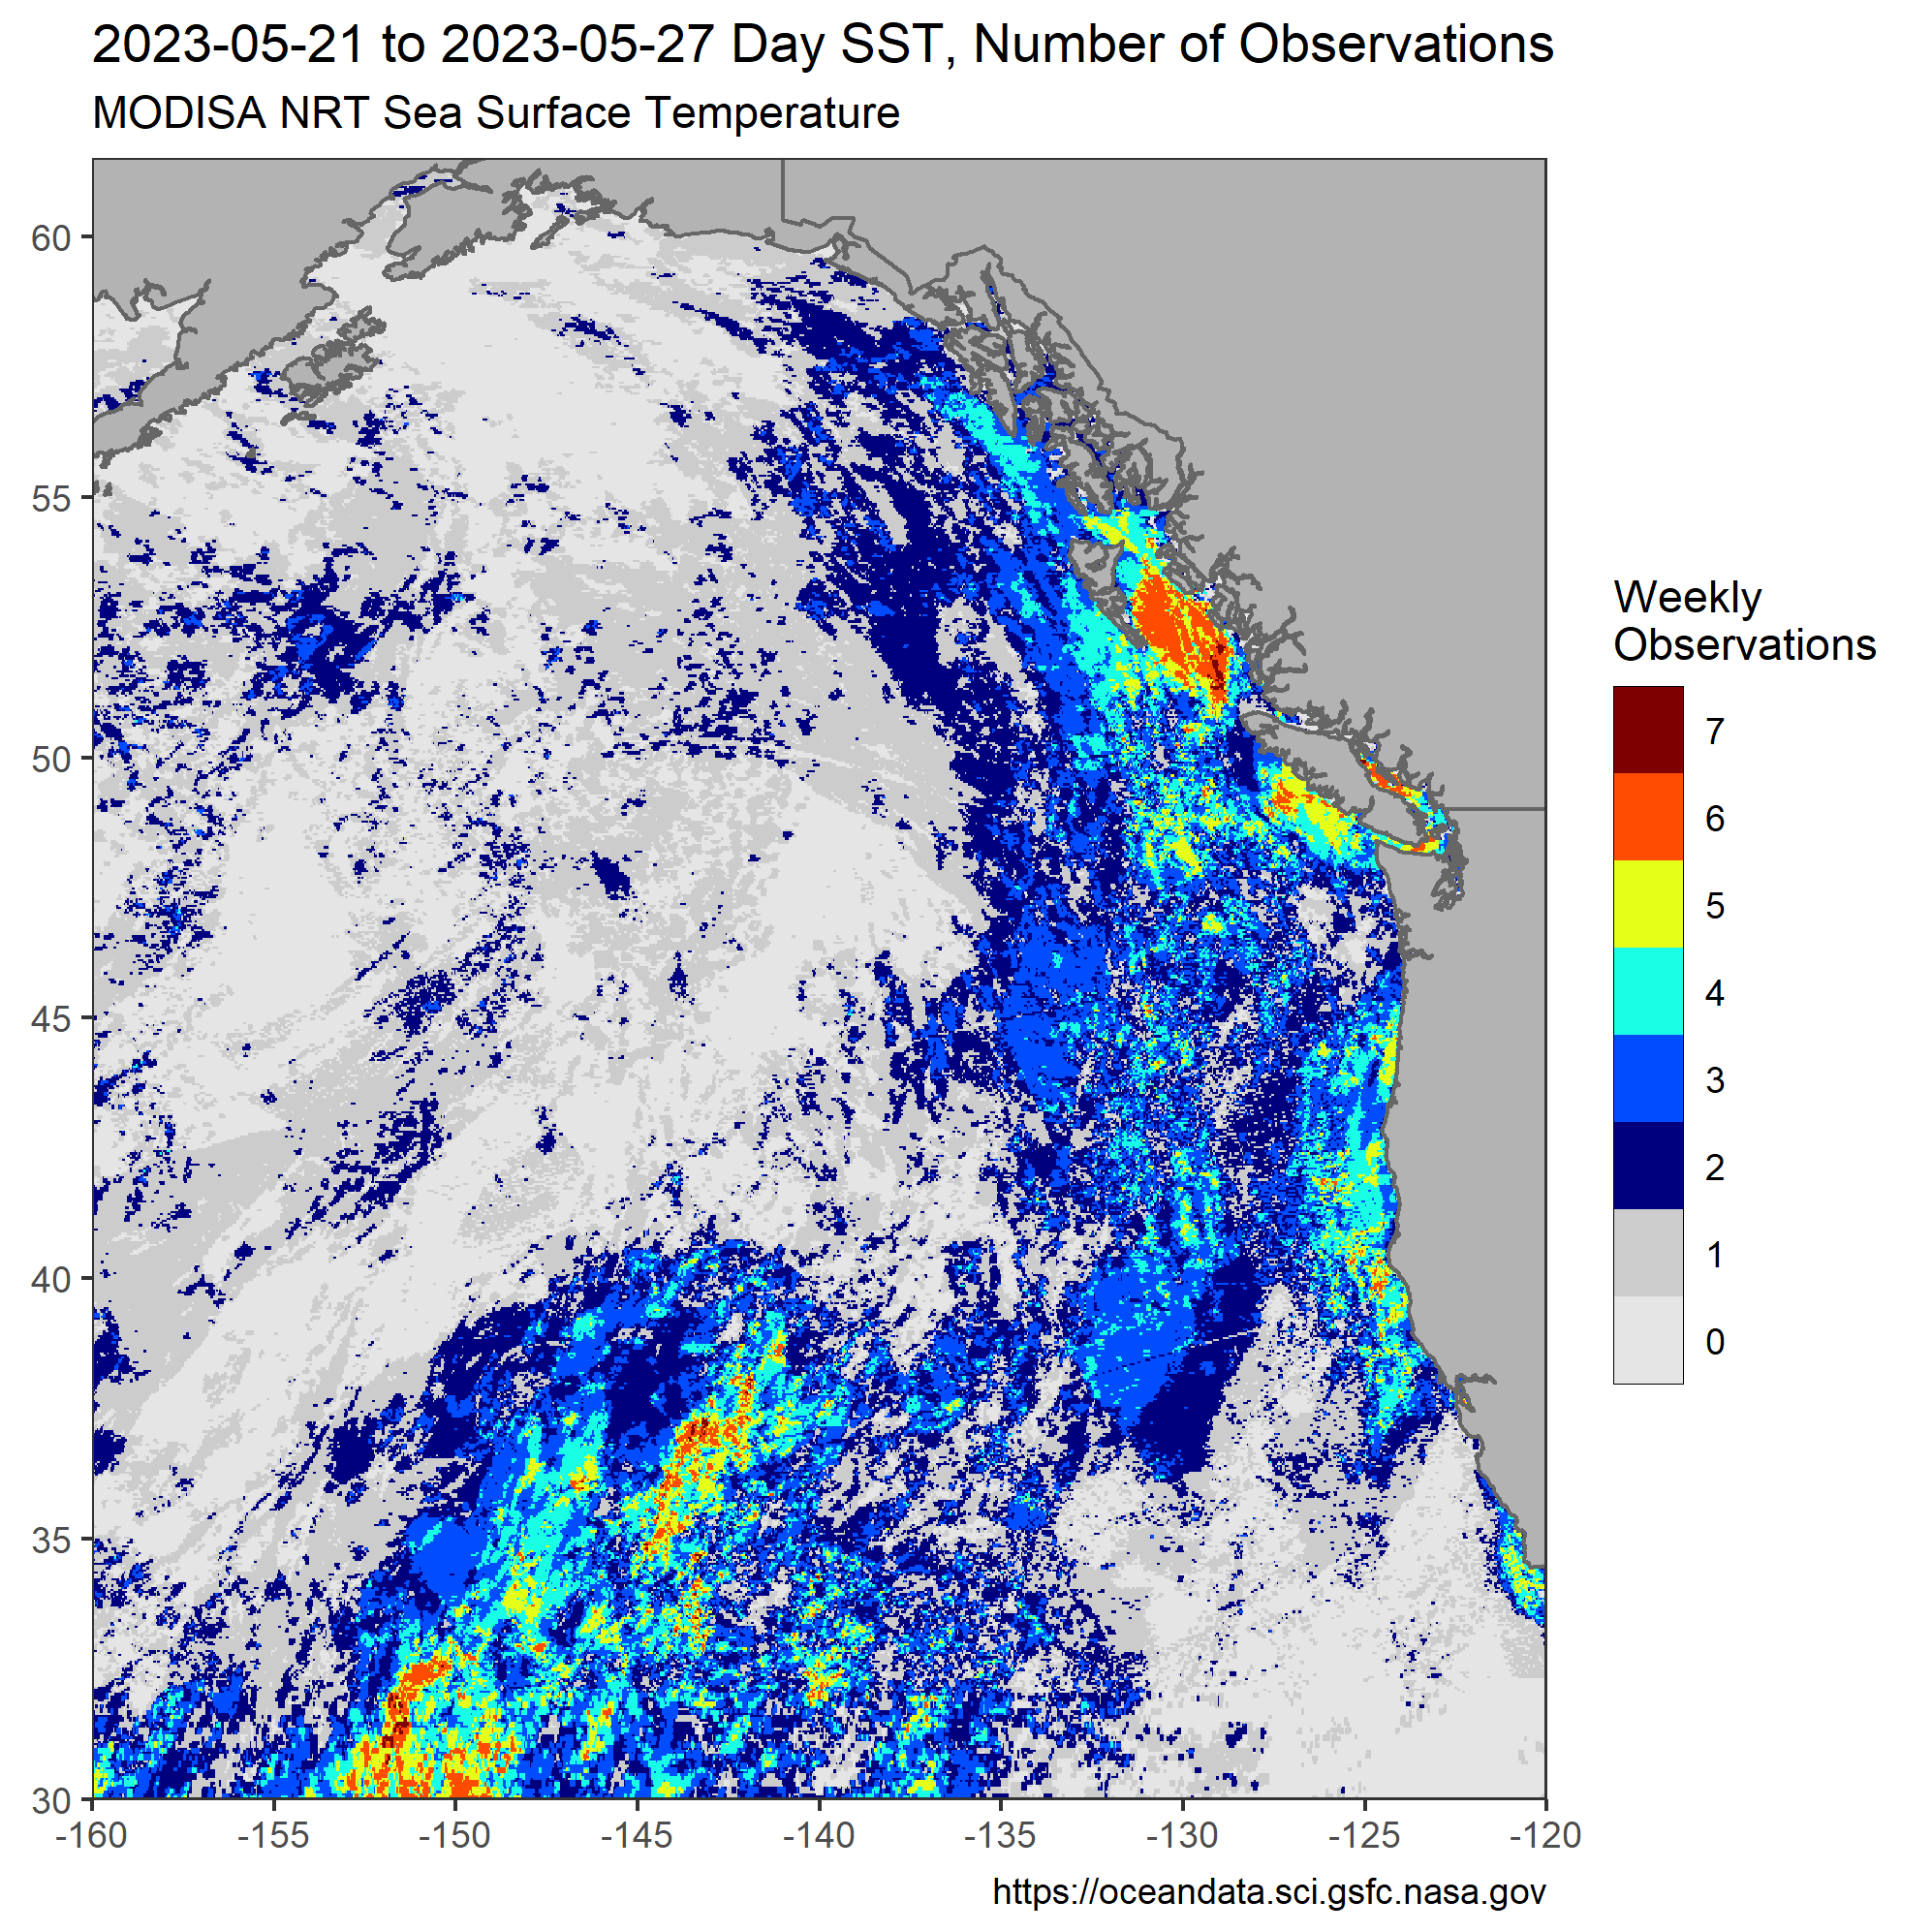 2023-05-21 to 2023-05-27 Day SST, Number of Observations
MODISA NRT Sea Surface Temperature
60
55
50
45
40
35
30
-160 -155 -150 -145 -140 -135 -130 -125 -120
Weekly
Observations
7
6
5
4
3
2
1
0
https://oceandata.sci.gsfc.nasa.gov